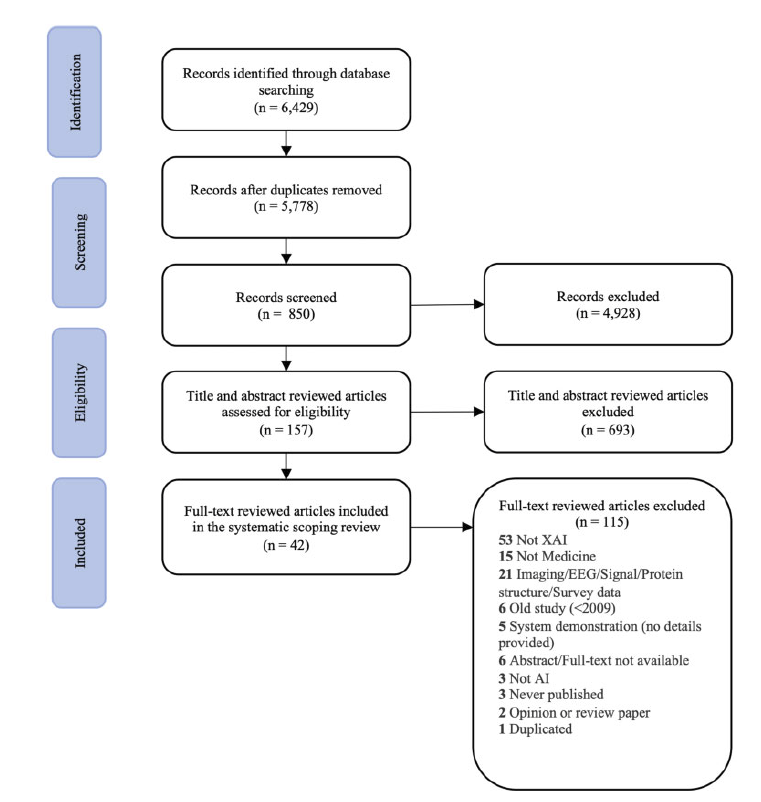 Identification
Records identified through database
searching
(n = 6,429)
Records after duplicates removed
(n = 5,778)
Screening
Records screened
(n = 850)
Records excluded
(n = 4,928)
Eligibility
Title and abstract reviewed articles
assessed for eligibility
(n = 157)
Title and abstract reviewed articles
excluded
(n = 693)
Included
Full-text reviewed articles included
in the systematic scoping review
(n = 42)
Full-text reviewed articles excluded
(n = 115)
53 Not XAI
15 Not Medicine
21 Imaging/EEG/Signal/Protein
structure/Survey data
6 Old study (<2009)
5 System demonstration (no details
provided)
6 Abstract/Full-text not available
3 Not AI
3 Never published
2 Opinion or review paper
1 Duplicated